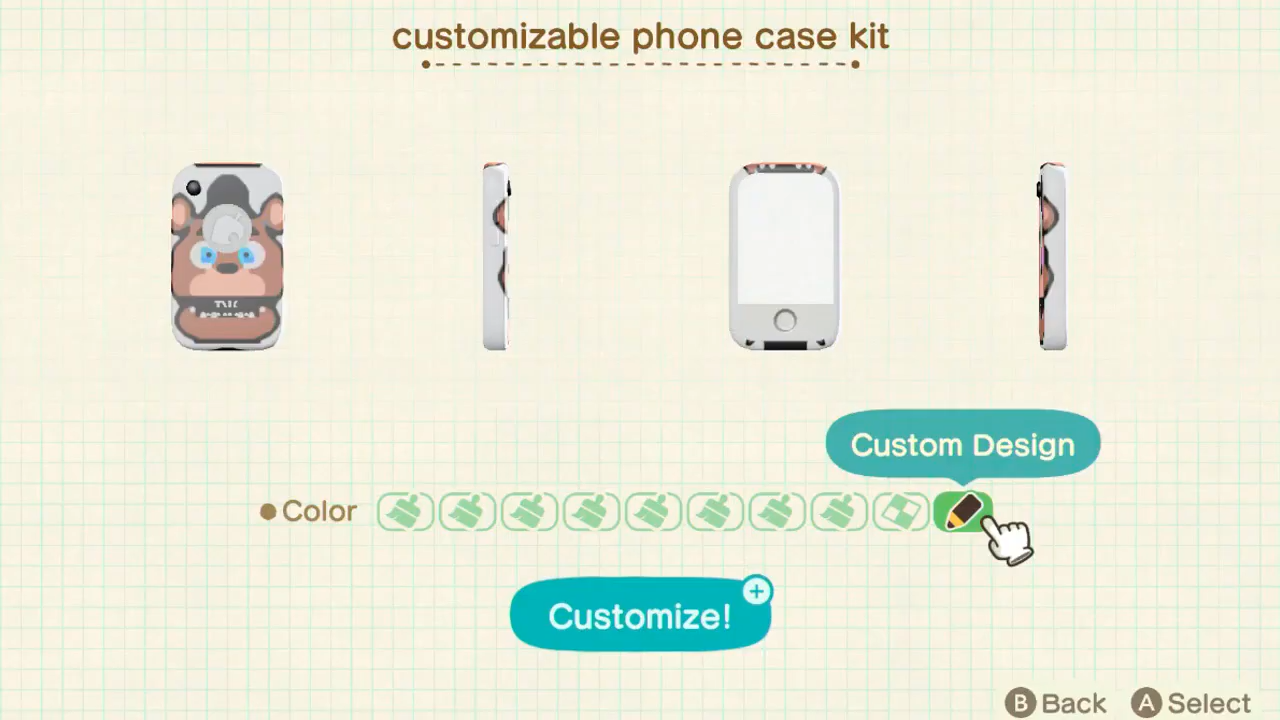 customizable phone case kit
Custom Design
Color
Customize!
B Back A Select